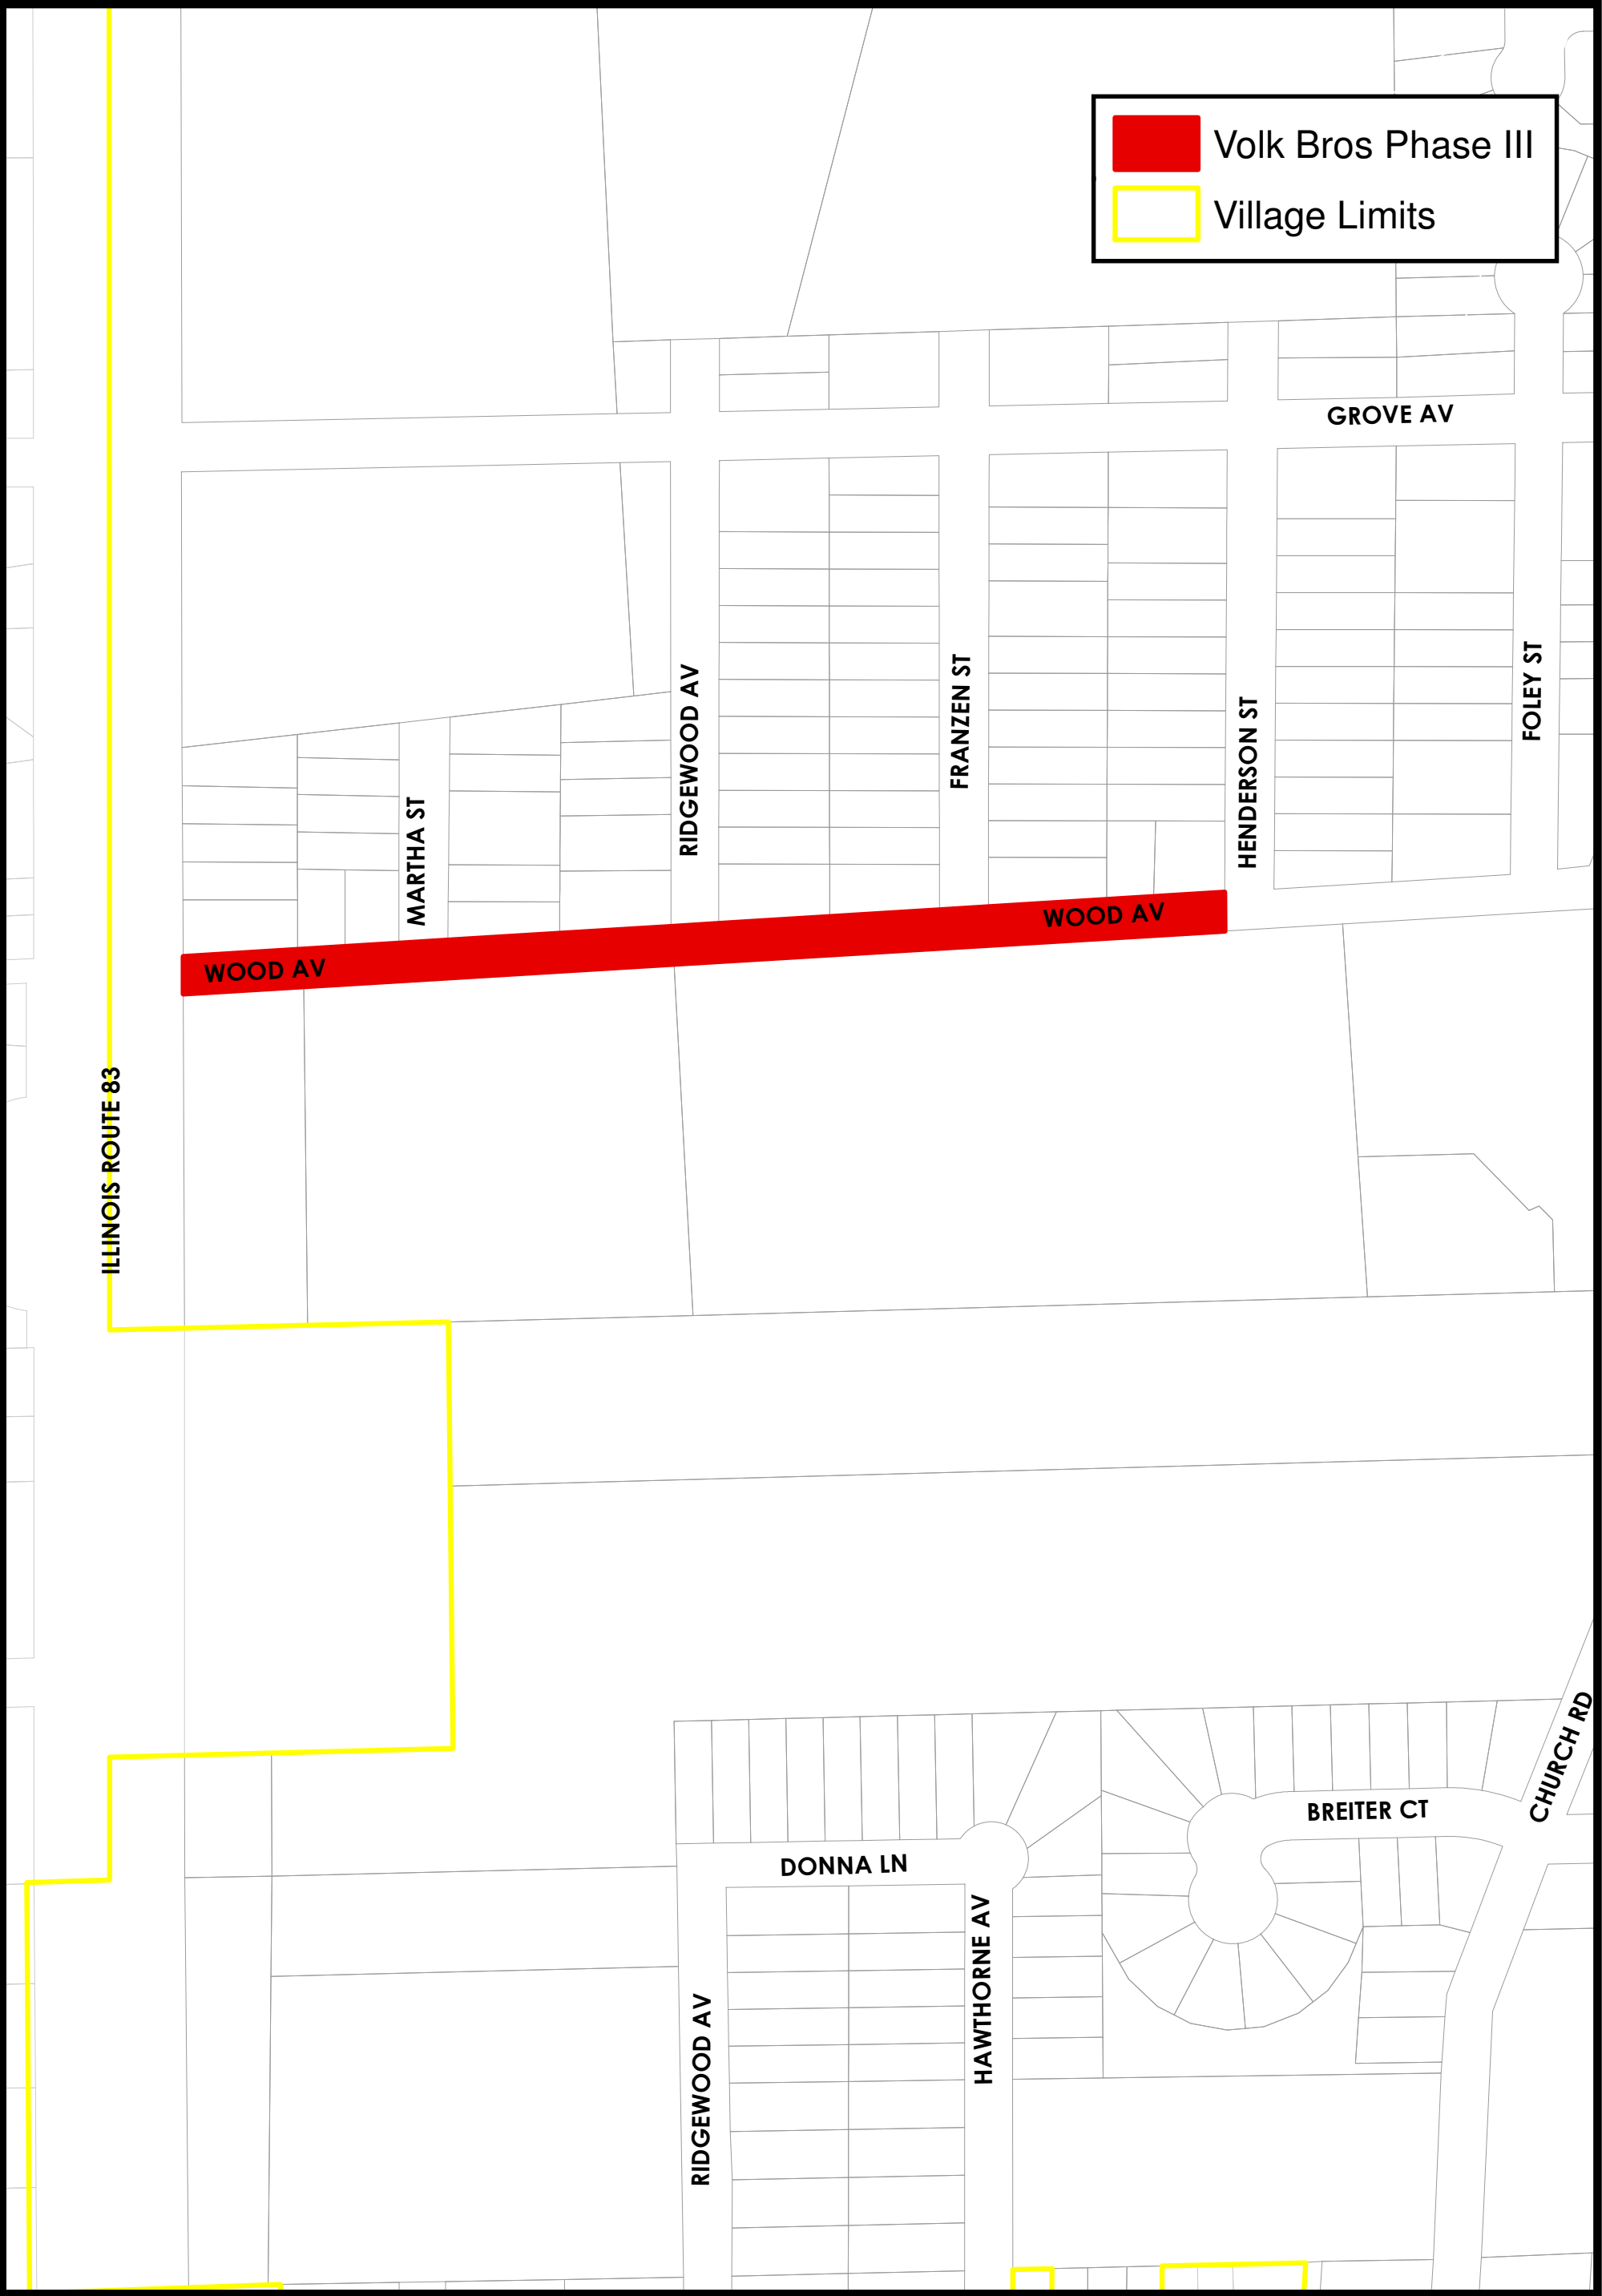 Volk Bros Phase III
Village Limits
GROVE AV
RIDGEWOOD AV
FRANZEN ST
HENDERSON ST
FOLEY ST
MARTHA ST
WOOD AV
WOOD AV
ILLINOIS ROUTE 83
CHURCH RD
BREITER CT
DONNA LN
HAWTHORNE AV
RIDGEWOOD AV